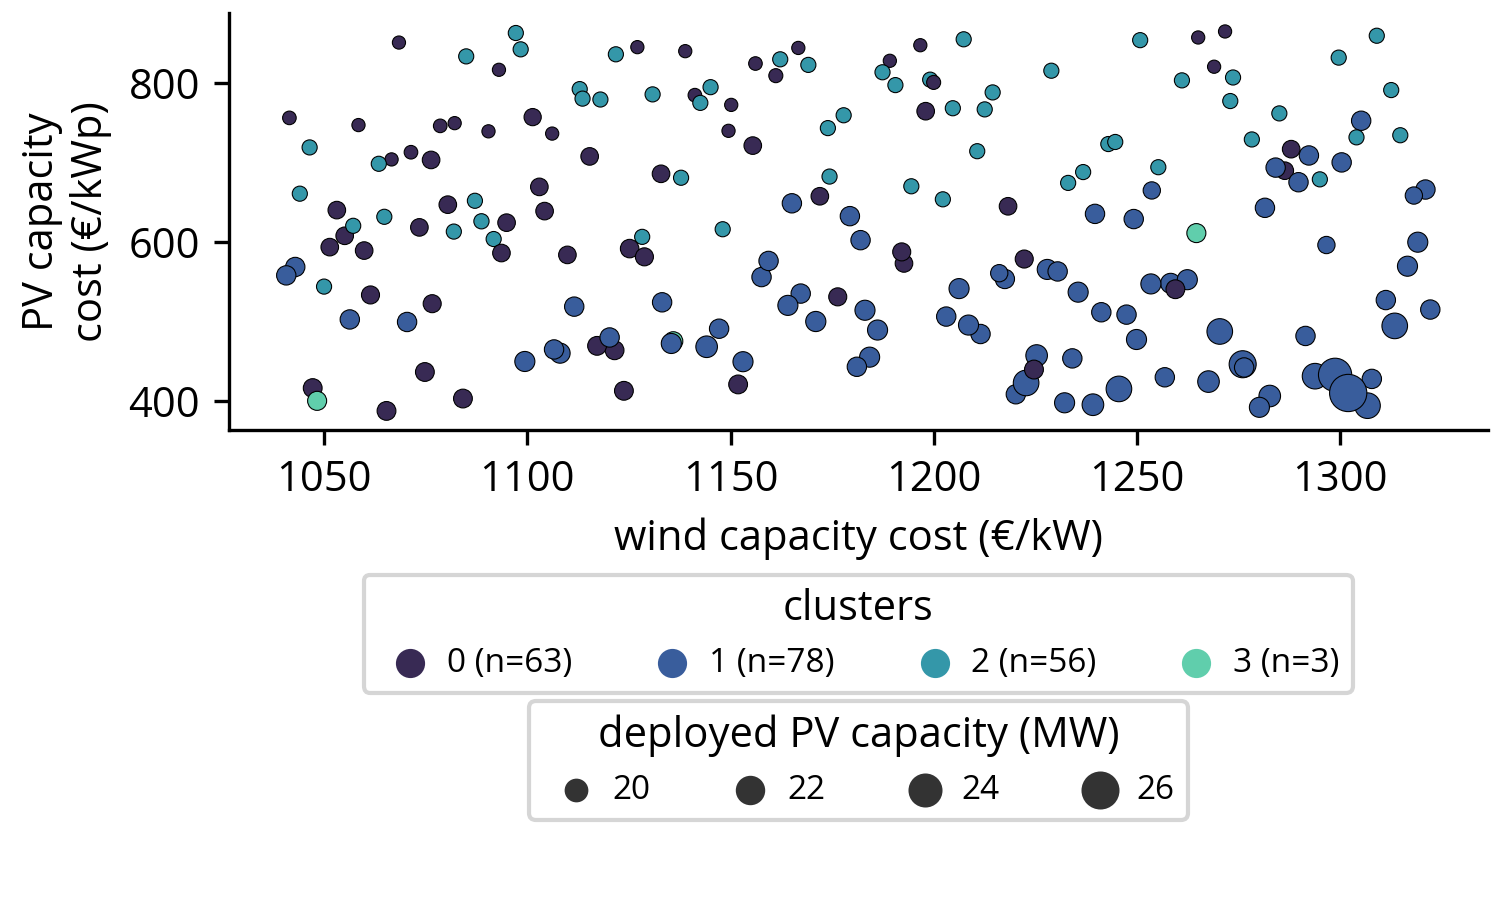 PV capacity
cost (€/kWp)
800
600
400
1050 1100 1150 1200 1250 1300
wind capacity cost (€/kW)
clusters
0 (n=63) 1 (n=78) 2 (n=56) 3 (n=3)
deployed PV capacity (MW)
20 22 24 26